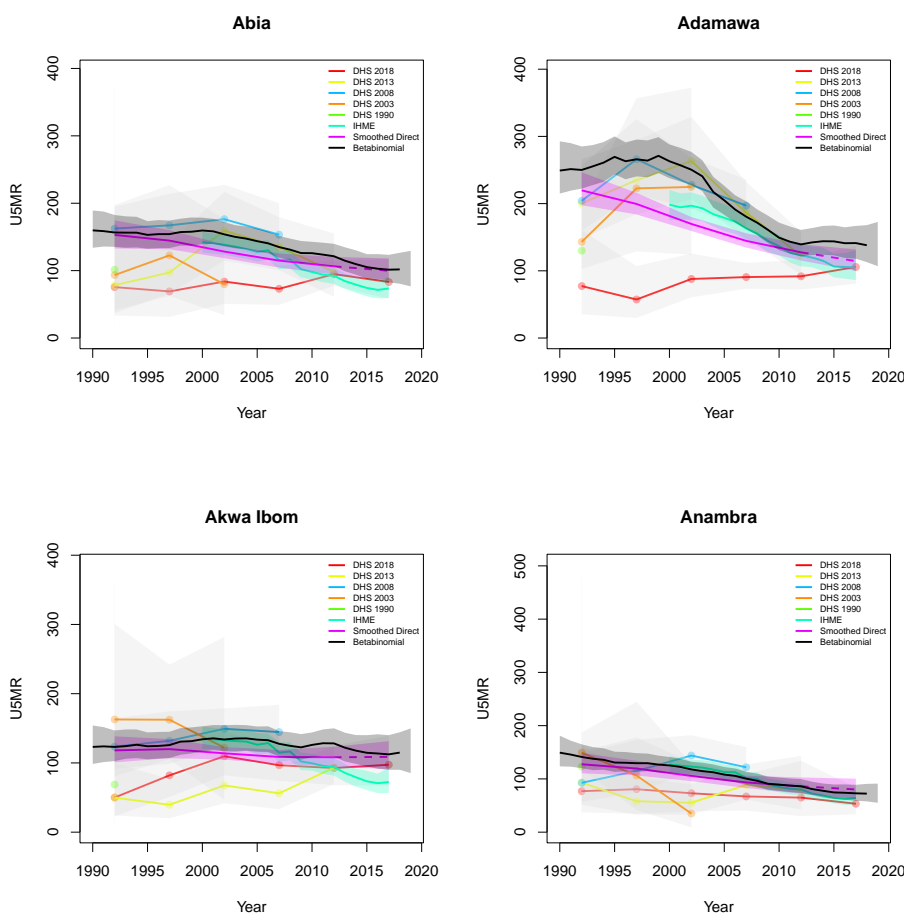 Abia
U5MR
0 100 200 300 400
DHS 2018
DHS 2013
DHS 2008
DHS 2003
DHS 1990
IHME
Smoothed Direct
Betabinomial
1990 1995 2000 2005 2010 2015 2020
Year
Adamawa
U5MR
0 100 200 300 400
DHS 2018
DHS 2013
DHS 2008
DHS 2003
DHS 1990
IHME
Smoothed Direct
Betabinomial
1990 1995 2000 2005 2010 2015 2020
Year
Akwa Ibom
U5MR
0 100 200 300 400
DHS 2018
DHS 2013
DHS 2008
DHS 2003
DHS 1990
IHME
Smoothed Direct
Betabinomial
1990 1995 2000 2005 2010 2015 2020
Year
Anambra
U5MR
0 100 200 300 400 500
DHS 2018
DHS 2013
DHS 2008
DHS 2003
DHS 1990
IHME
Smoothed Direct
Betabinomial
1990 1995 2000 2005 2010 2015 2020
Year